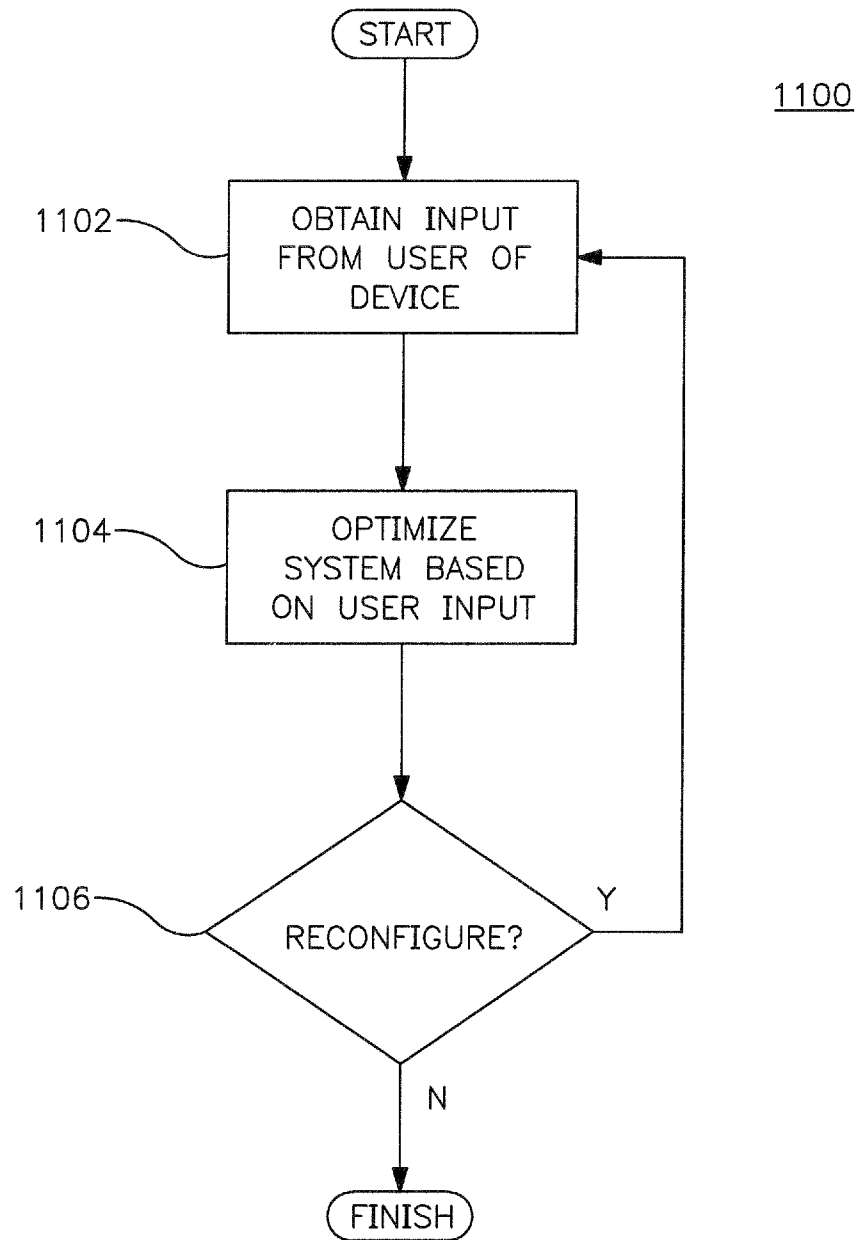 START
1100
1102
OBTAIN INPUT
FROM USER OF
DEVICE
1104
OPTIMIZE
SYSTEM BASED
ON USER INPUT
1106
RECONFIGURE?
Y
N
FINISH